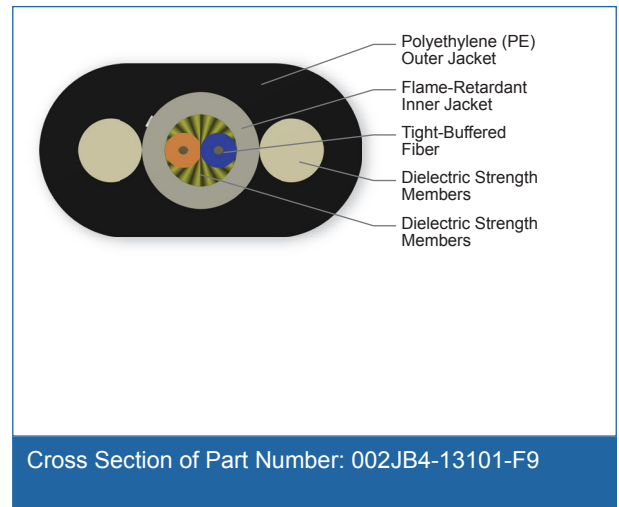 Polyethylene (PE)
Outer Jacket
Flame-Retardant
Inner Jacket
Tight-Buffered
Fiber
Dielectric Strength
Members
Dielectric Strength
Members
Cross Section of Part Number: 002JB4-13101-F9